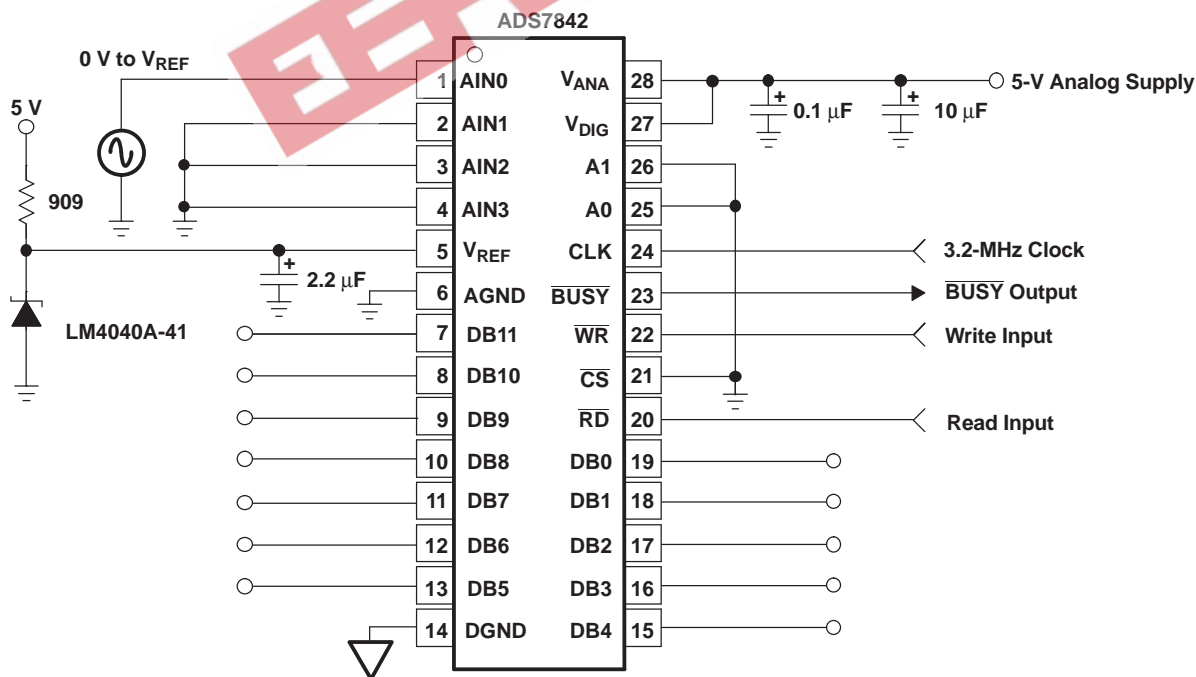 ADS7842
0 V to VREF
5 V
909
LM4040A-41
2.2 µF
1 AIN0
2 AIN1
3 AIN2
4 AIN3
5 VREF
6 AGND
7 DB11
8 DB10
9 DB9
10 DB8
11 DB7
12 DB6
13 DB5
14 DGND
VANA 28
VDIG 27
A1 26
A0 25
CLK 24
BUSY 23
WR 22
CS 21
RD 20
DB0 19
DB1 18
DB2 17
DB3 16
DB4 15
+
0.1 µF
+
10 µF
5-V Analog Supply
+
3.2-MHz Clock
BUSY Output
Write Input
Read Input